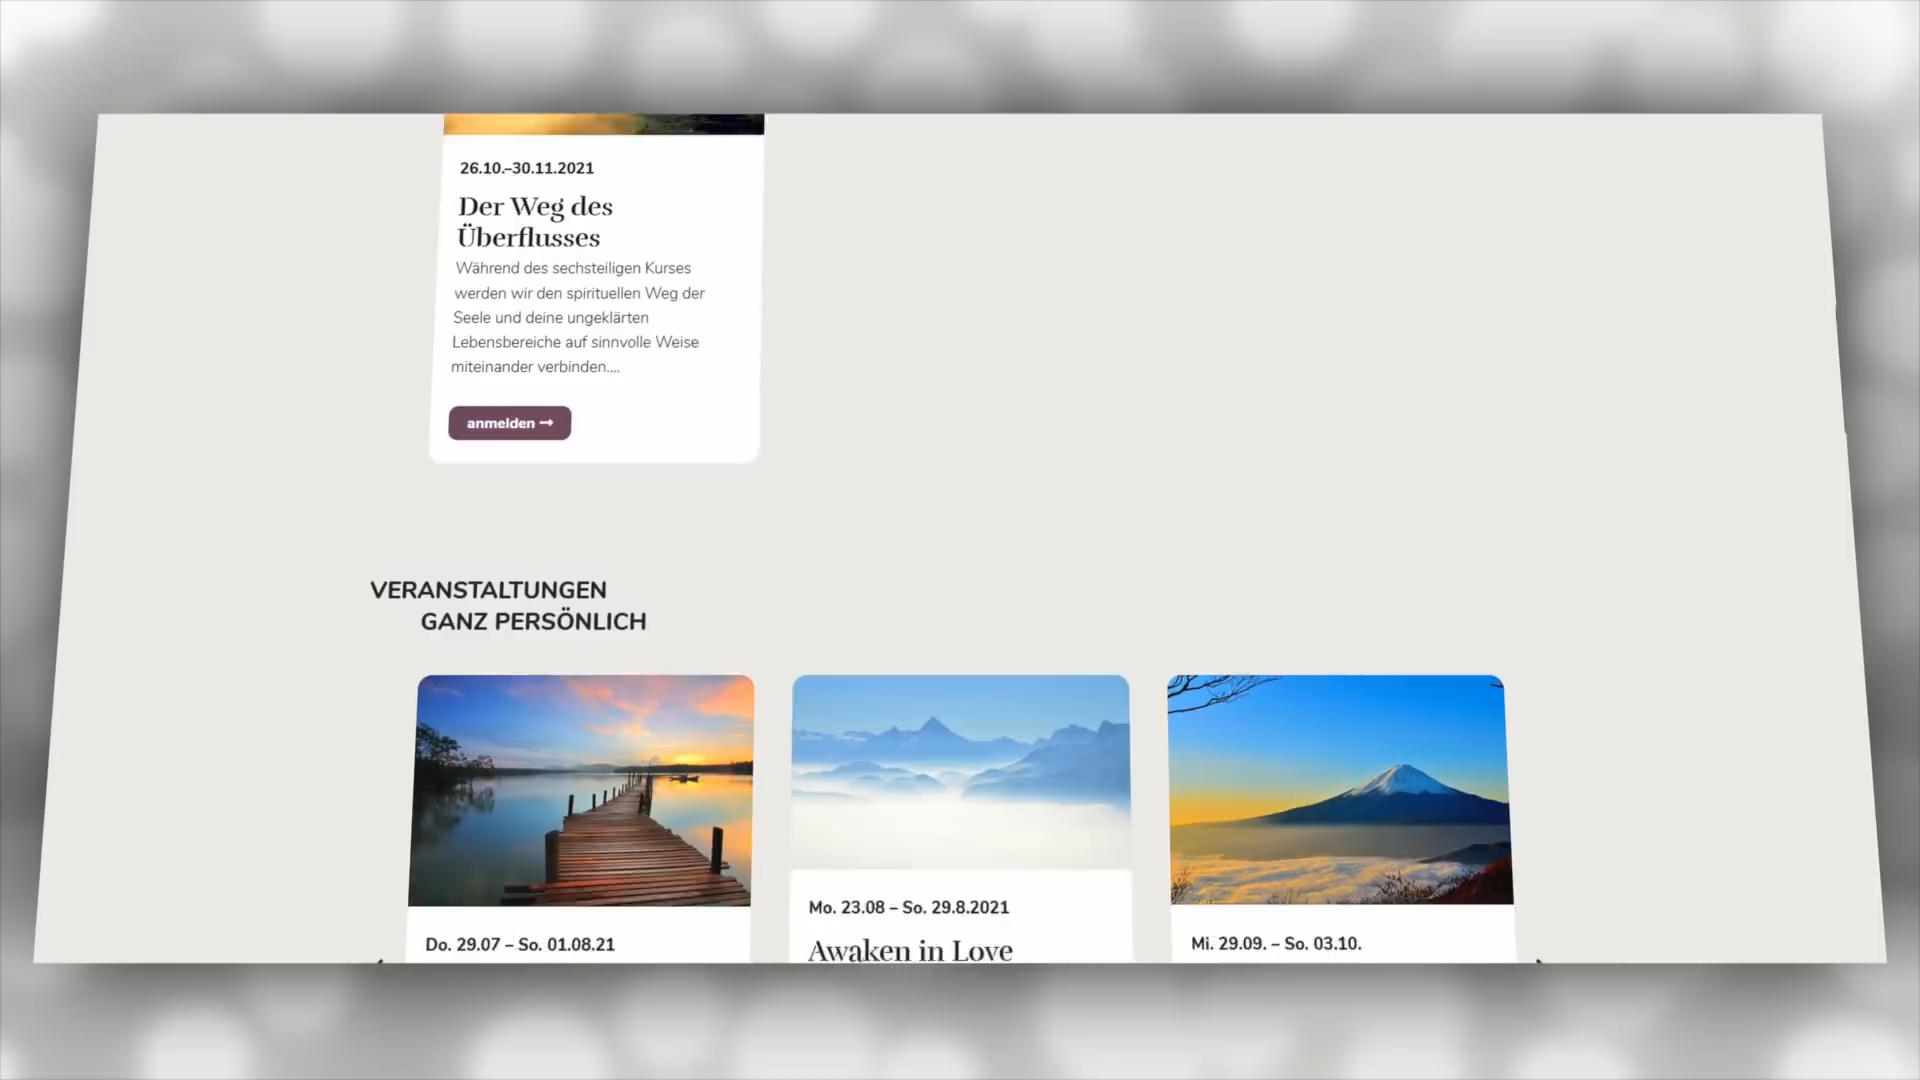 26.10.–30.11.2021
Der Weg des
Überflusses
Während des sechsteiligen Kurses
werden wir den spirituellen Weg der
Seele und deine ungeklärten
Lebensbereiche auf sinnvolle Weise
miteinander verbinden....
anmelden →
VERANSTALTUNGEN
GANZ PERSÖNLICH
Do. 29.07 – So. 01.08.21
Mo. 23.08 – So. 29.8.2021
Awaken in Love
Mi. 29.09. – So. 03.10.